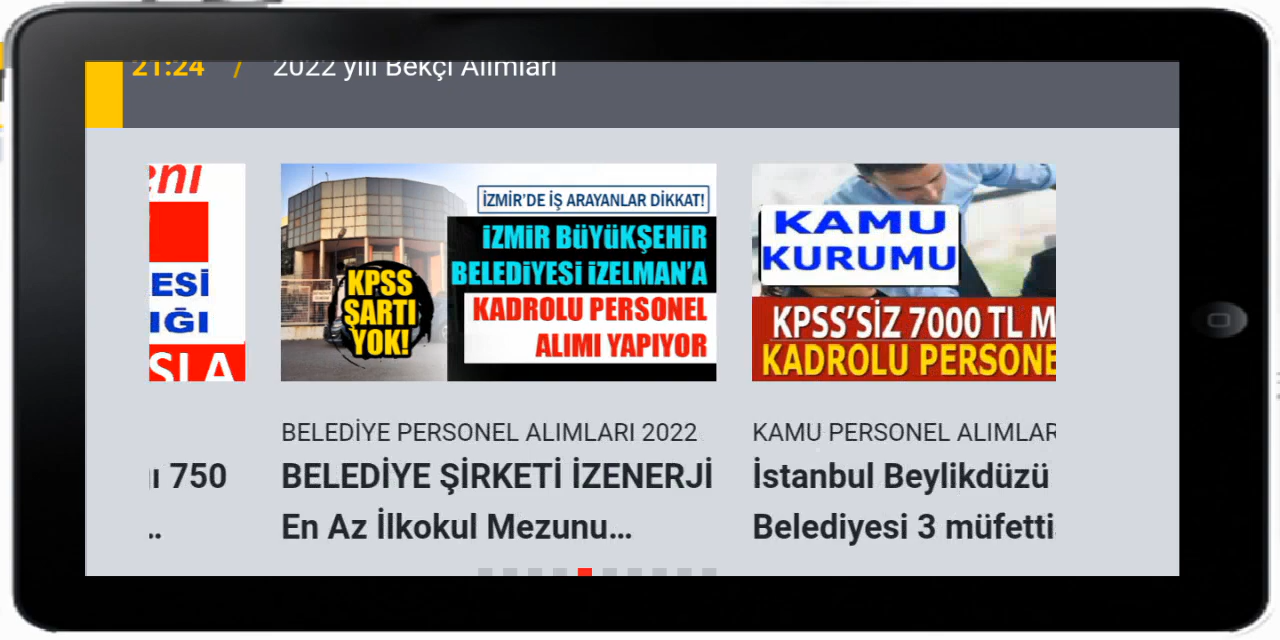 21:24 / 2022 yılı Bekçi Alımları
ESİ
IĞI
İZMİR'DE İŞ ARAYANLAR DİKKAT!
İZMİR BÜYÜKŞEHİR
BELEDİYESİ İZELMAN'A
KADROLU PERSONEL
ALIMI YAPIYOR
KPSS
ŞARTI
YOK!
KAMU
KURUMU
KPSS'SİZ 7000 TL M
KADROLU PERSONE
750
...
BELEDİYE PERSONEL ALIMLARI 2022
BELEDİYE ŞİRKETİ İZENERJİ
En Az İlkokul Mezunu...
KAMU PERSONEL ALIMLAR
İstanbul Beylikdüzü
Belediyesi 3 müfetti